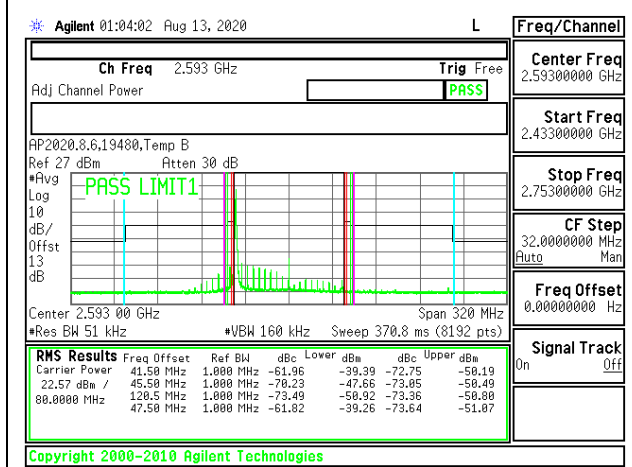 Agilent 01:04:02 Aug 13, 2020 L
Freq/Channel
Ch Freq 2.593 GHz Trig Free
Adj Channel Power PASS
Center Freq
2.59300000 GHz
Start Freq
2.43300000 GHz
AP2020.8.6,19480,Temp B
Ref 27 dBm Atten 30 dB
#Avg
Log
10
dB/
Offst
13
dB
PASS LIMIT1
Stop Freq
2.75300000 GHz
CF Step
32.0000000 MHz
Auto Man
Freq Offset
0.00000000 Hz
Center 2.593 00 GHz Span 320 MHz
#Res BW 51 kHz #VBW 160 kHz Sweep 370.8 ms (8192 pts)
Signal Track
On Off
RMS Results Freq Offset Ref BW dBc Lower dBm dBc Upper dBm
Carrier Power 41.50 MHz 1.000 MHz -61.96 -39.39 -72.75 -50.19
22.57 dBm / 45.50 MHz 1.000 MHz -70.23 -47.66 -73.05 -50.49
80.0000 MHz 120.5 MHz 1.000 MHz -73.49 -50.92 -73.36 -50.80
47.50 MHz 1.000 MHz -61.82 -39.26 -73.64 -51.07
Copyright 2000-2010 Agilent Technologies